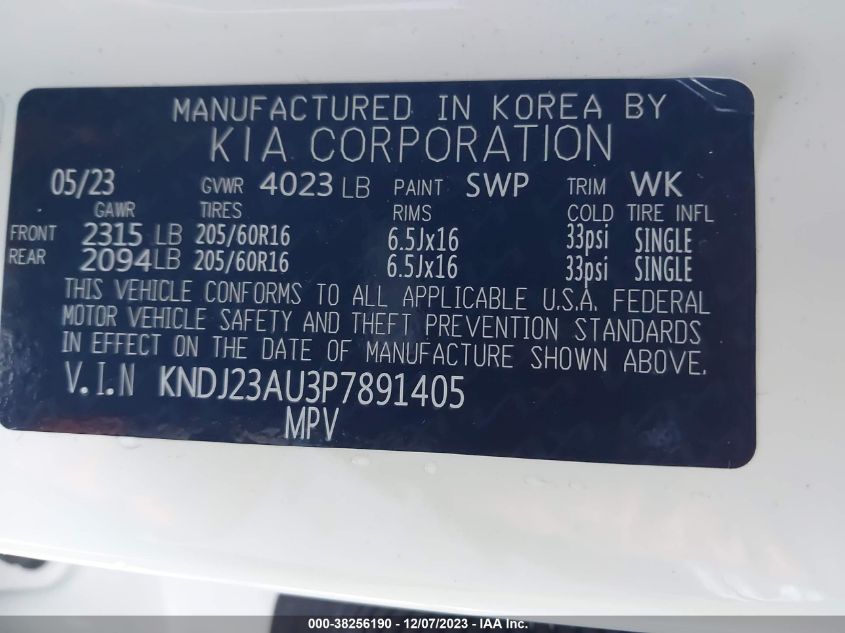 MANUFACTURED IN KOREA BY
KIA CORPORATION
05/23 GVWR 4023 LB PAINT SWP TRIM WK
GAWR TIRES RIMS COLD TIRE INFL
FRONT 2315 LB 205/60R16 6.5Jx16 33psi SINGLE
REAR 2094 LB 205/60R16 6.5Jx16 33psi SINGLE
THIS VEHICLE CONFORMS TO ALL APPLICABLE U.S.A. FEDERAL
MOTOR VEHICLE SAFETY AND THEFT PREVENTION STANDARDS
IN EFFECT ON THE DATE OF MANUFACTURE SHOWN ABOVE.
V.I.N KNDJ23AU3P7891405
MPV
000-38256190 - 12/07/2023 - IAA Inc.